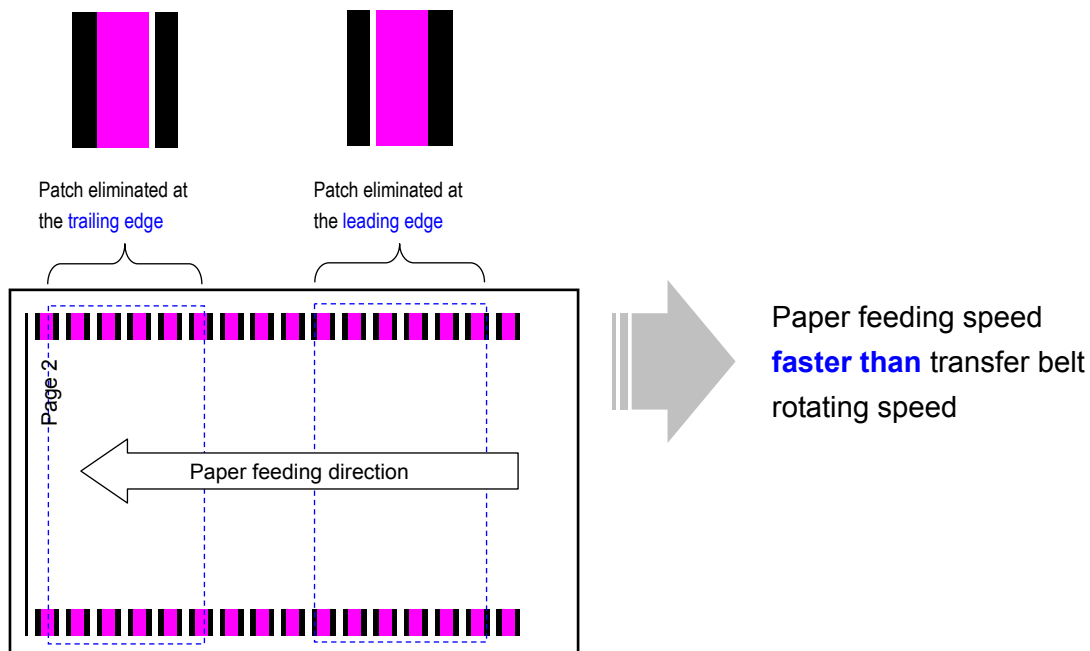 Patch eliminated at
the trailing edge
Patch eliminated at
the leading edge
Page 2
Paper feeding direction
Paper feeding speed
faster than transfer belt
rotating speed